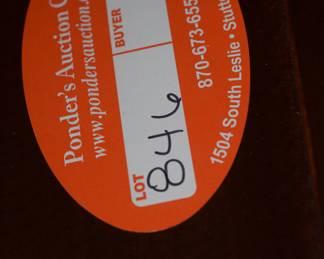 Ponder's Auction
www.pondersauction.
BUYER
LOT
846
870-673-655
1504 South Leslie • Stutt